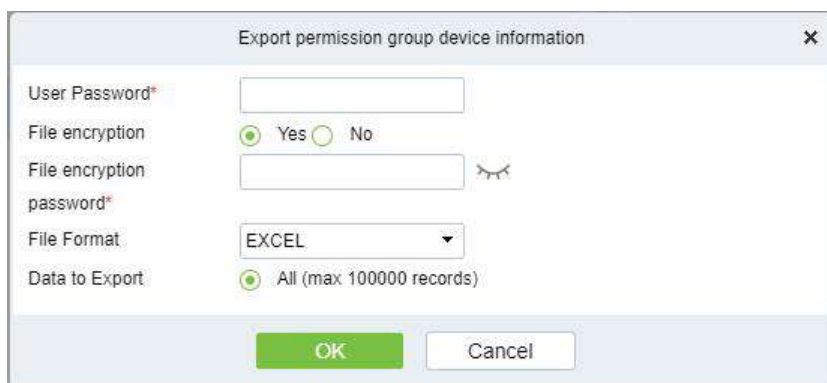 Export permission group device information
User Password*
File encryption Yes No
File encryption
password*
File Format EXCEL
Data to Export All (max 100000 records)
OK Cancel